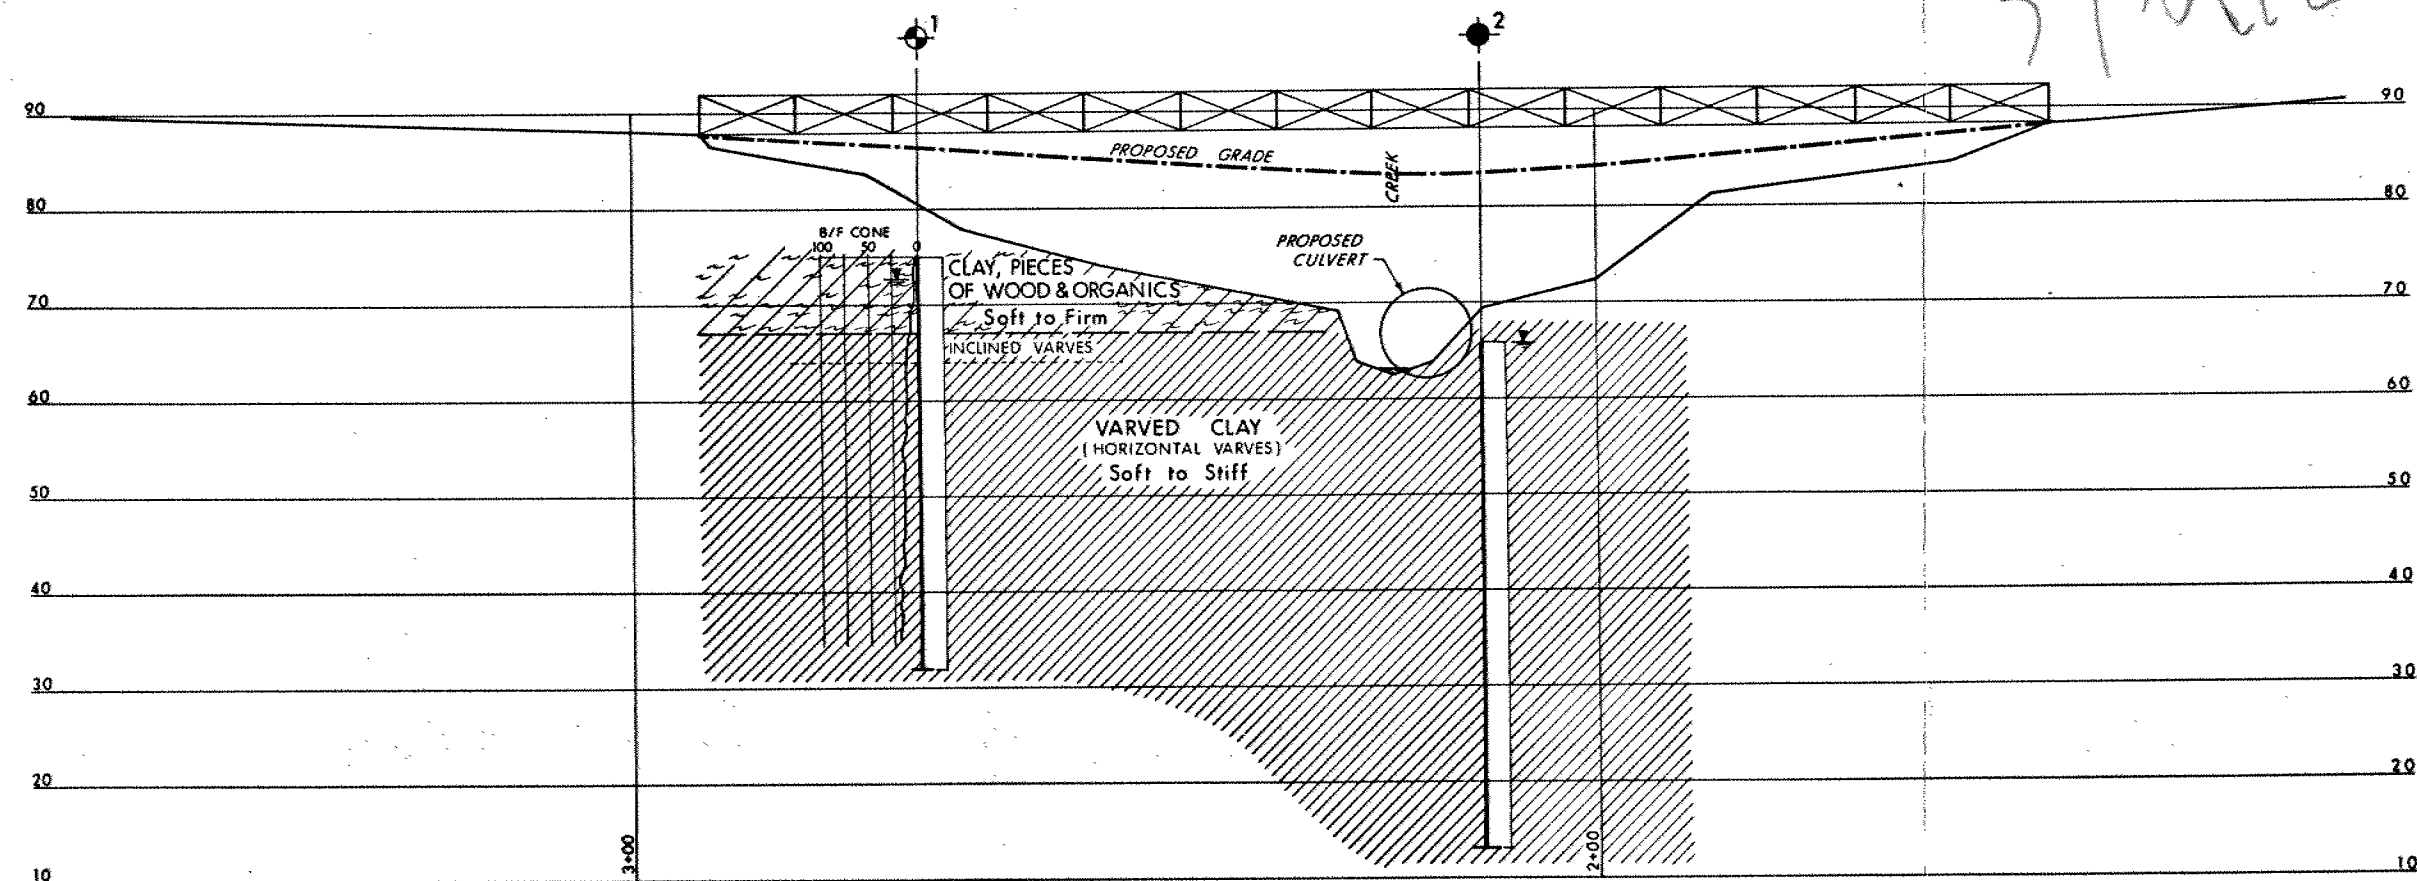 1
2
90
90
PROPOSED GRADE
CREEK
80
80
B/F CONE
100 50 0
PROPOSED
CULVERT
CLAY, PIECES
OF WOOD & ORGANICS
Soft to Firm
70
70
INCLINED VARVES
60
60
VARVED CLAY
(HORIZONTAL VARVES)
Soft to Stiff
50
50
40
40
30
30
20
20
3+00
2+00
10
10